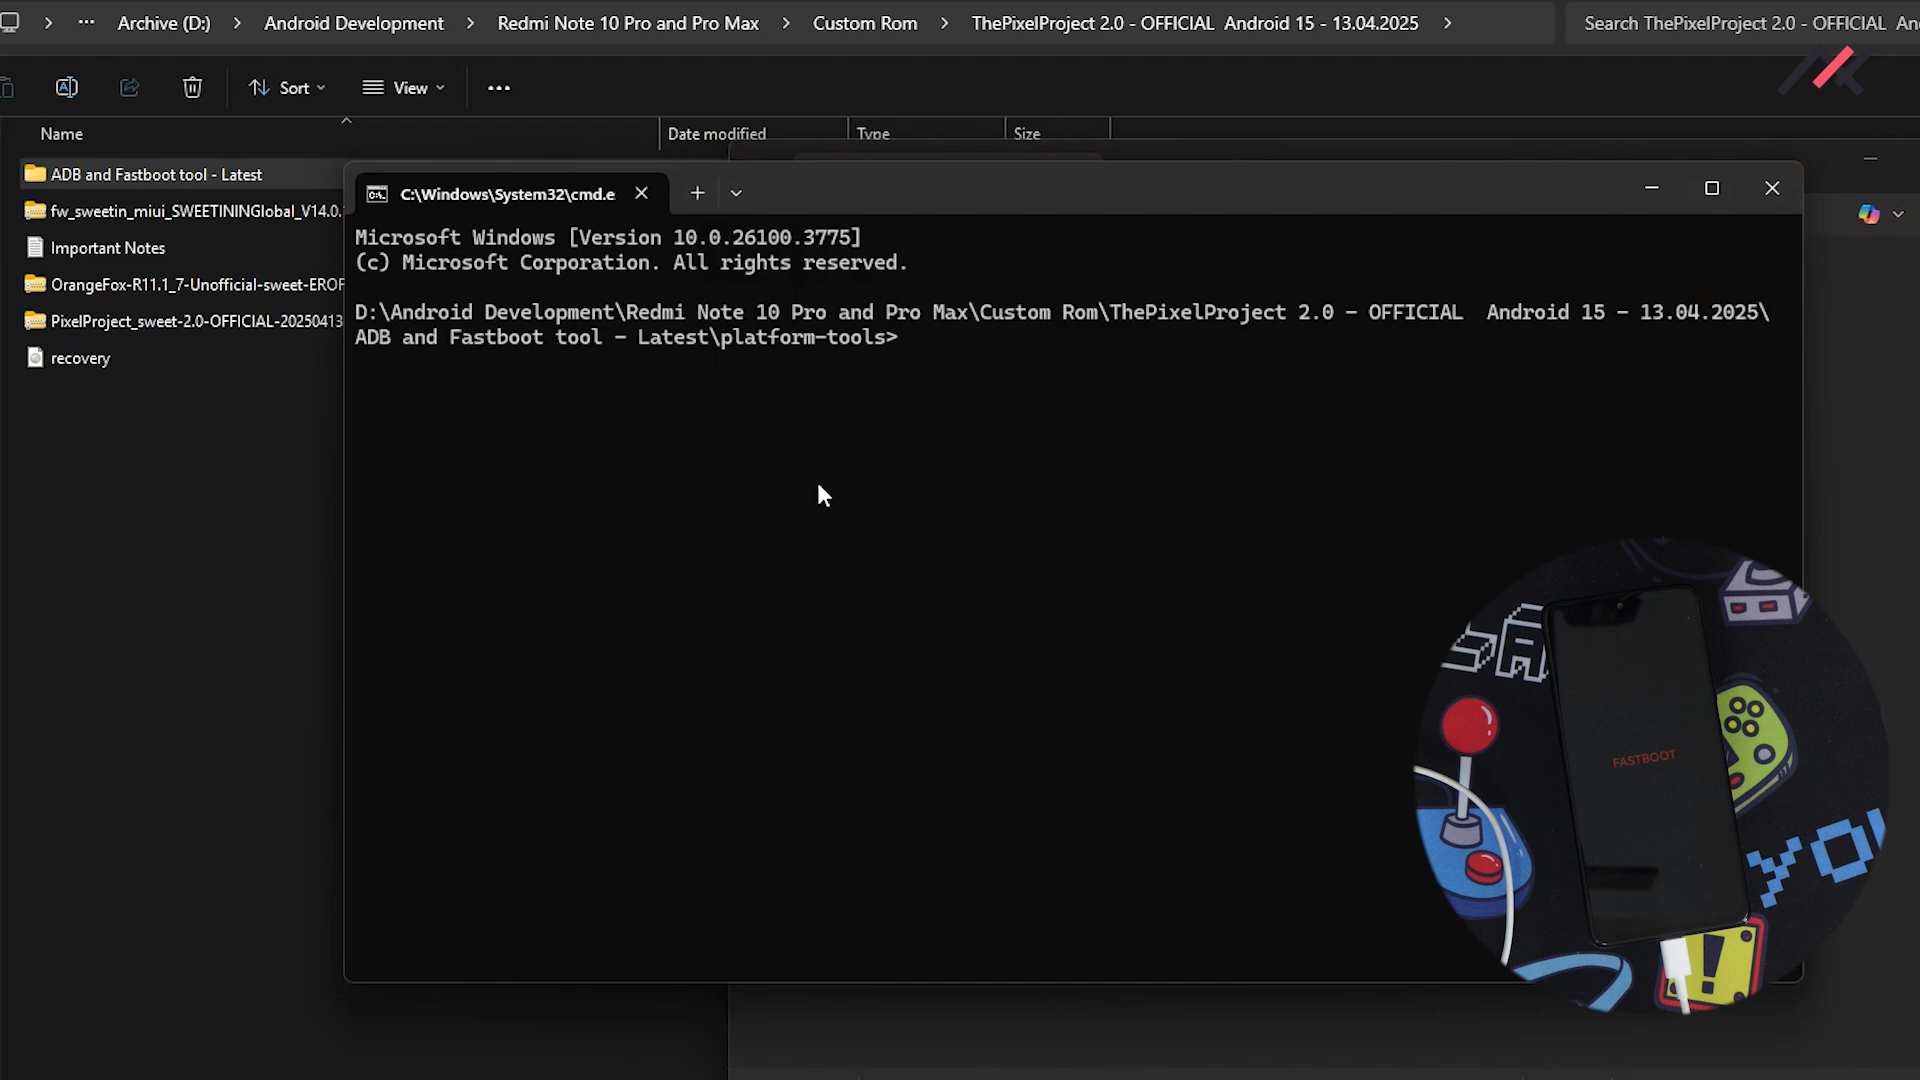 Archive (D:) Android Development Redmi Note 10 Pro and Pro Max Custom Rom ThePixelProject 2.0 - OFFICIAL Android 15 - 13.04.2025 Search ThePixelProject 2.0 - OFFICIAL An
Sort View
Name Date modified Type Size
ADB and Fastboot tool - Latest
fw_sweetin_miui_SWEETININGlobal_V14.0.
Important Notes
OrangeFox-R11.1_7-Unofficial-sweet-EROF
PixelProject_sweet-2.0-OFFICIAL-20250413
recovery
C:\Windows\System32\cmd.e
Microsoft Windows [Version 10.0.26100.3775]
(c) Microsoft Corporation. All rights reserved.
D:\Android Development\Redmi Note 10 Pro and Pro Max\Custom Rom\ThePixelProject 2.0 - OFFICIAL  Android 15 - 13.04.2025\
ADB and Fastboot tool - Latest\platform-tools>
FASTBOOT
YOU